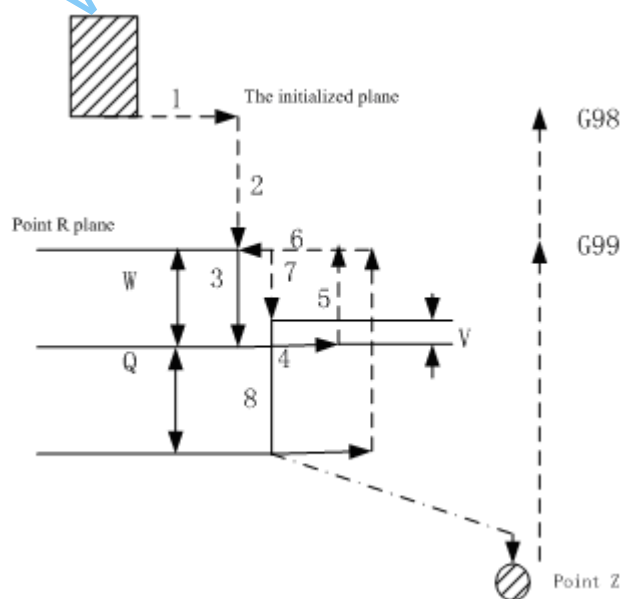 1
The initialized plane
G98
2
Point R plane
6
G99
W
3
7
5
Q
4
V
8
Point Z